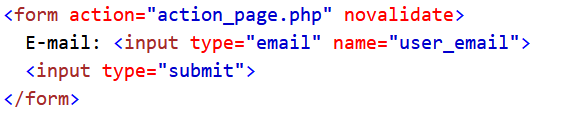 <form action="action_page.php" novalidate>
  E-mail: <input type="email" name="user_email">
  <input type="submit">
</form>